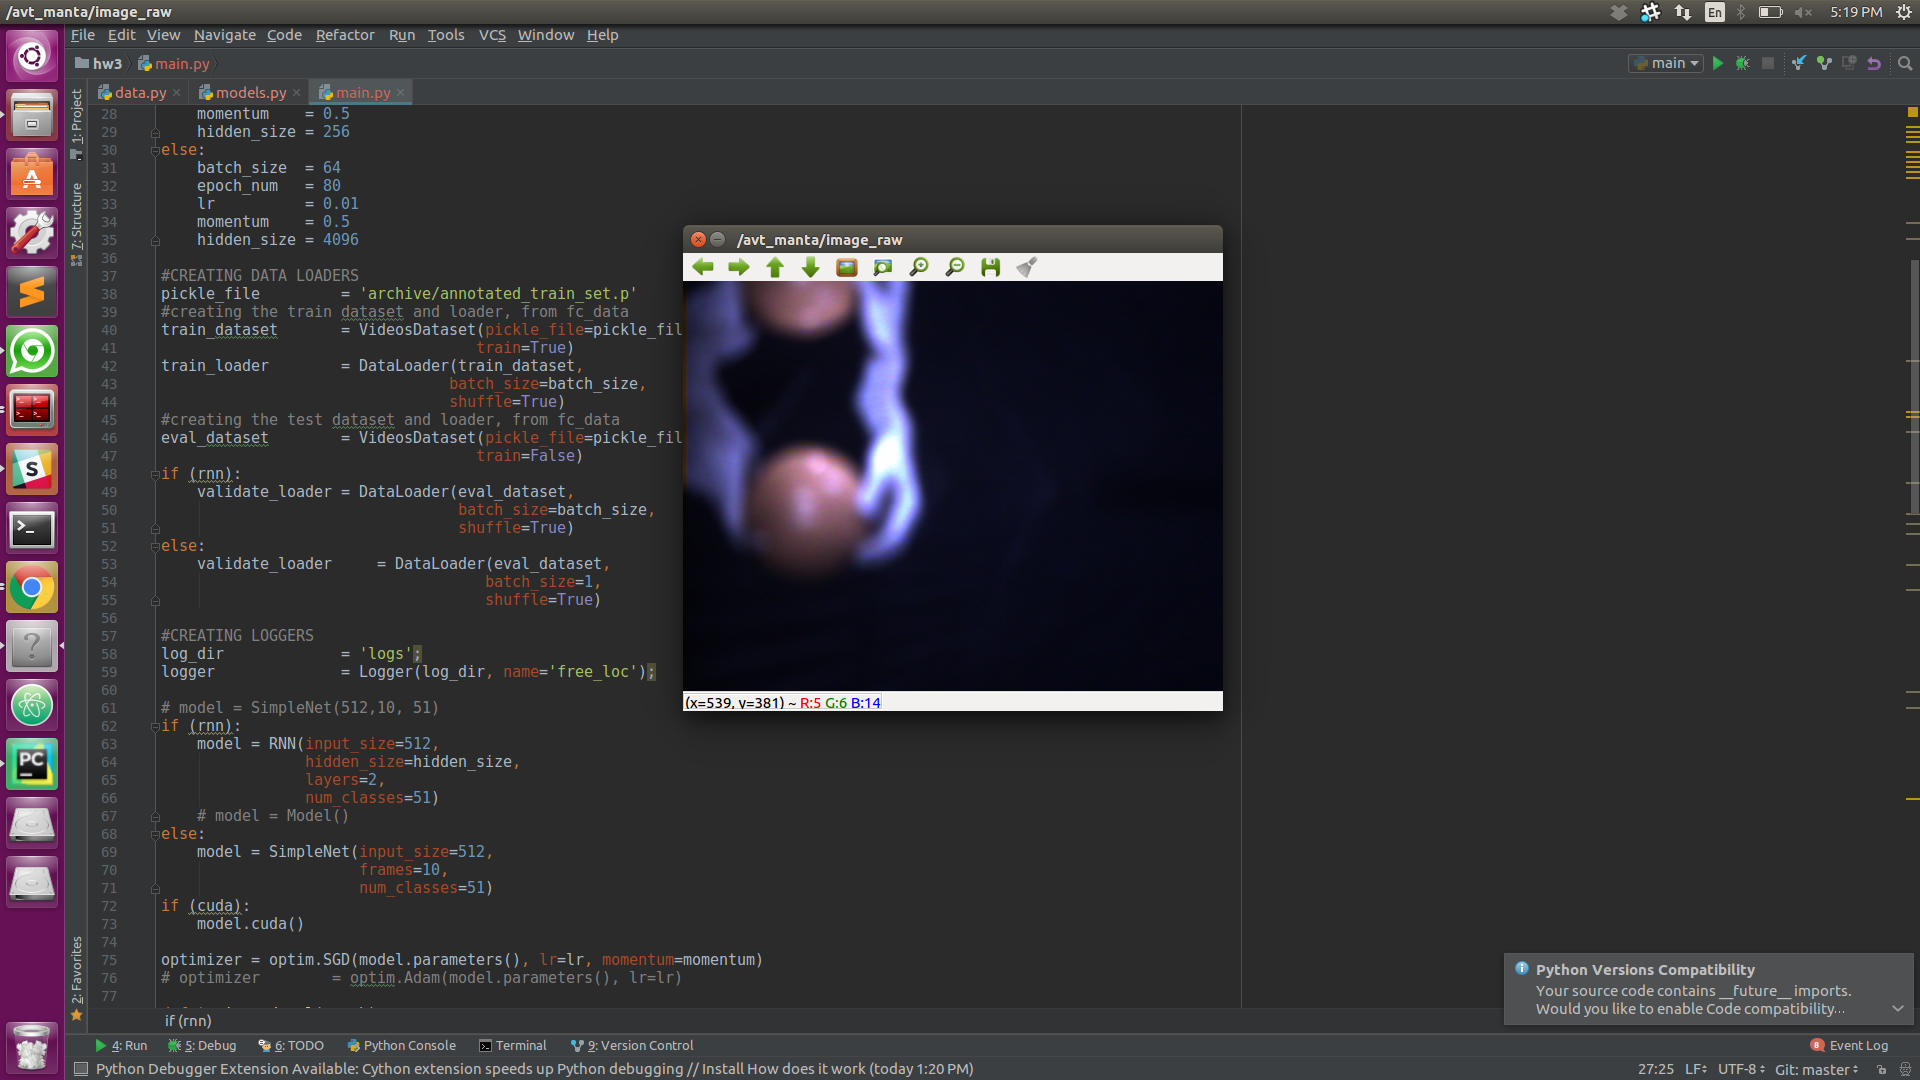 /avt_manta/image_raw
En
5:19 PM
File Edit View Navigate Code Refactor Run Tools VCS Window Help
hw3 main.py
main
data.py models.py main.py
1: Project
7: Structure
2: Favorites
28 momentum = 0.5
29 hidden_size = 256
30 else:
31 batch_size = 64
32 epoch_num = 80
33 lr = 0.01
34 momentum = 0.5
35 hidden_size = 4096
36
37 #CREATING DATA LOADERS
38 pickle_file = 'archive/annotated_train_set.p'
39 #creating the train dataset and loader, from fc_data
40 train_dataset = VideosDataset(pickle_file=pickle_fil
41 train=True)
42 train_loader = DataLoader(train_dataset,
43 batch_size=batch_size,
44 shuffle=True)
45 #creating the test dataset and loader, from fc_data
46 eval_dataset = VideosDataset(pickle_file=pickle_fil
47 train=False)
48 if (rnn):
49 validate_loader = DataLoader(eval_dataset,
50 batch_size=batch_size,
51 shuffle=True)
52 else:
53 validate_loader = DataLoader(eval_dataset,
54 batch_size=1,
55 shuffle=True)
56
57 #CREATING LOGGERS
58 log_dir = 'logs';
59 logger = Logger(log_dir, name='free_loc');
60
61 # model = SimpleNet(512,10, 51)
62 if (rnn):
63 model = RNN(input_size=512,
64 hidden_size=hidden_size,
65 layers=2,
66 num_classes=51)
67 # model = Model()
68 else:
69 model = SimpleNet(input_size=512,
70 frames=10,
71 num_classes=51)
72 if (cuda):
73 model.cuda()
74
75 optimizer = optim.SGD(model.parameters(), lr=lr, momentum=momentum)
76 # optimizer = optim.Adam(model.parameters(), lr=lr)
77
/avt_manta/image_raw
(x=539, y=381) ~ R:5 G:6 B:14
Python Versions Compatibility
Your source code contains __future__ imports.
Would you like to enable Code compatibility...
if (rnn)
4: Run 5: Debug 6: TODO Python Console Terminal 9: Version Control
8 Event Log
Python Debugger Extension Available: Cython extension speeds up Python debugging // Install How does it work (today 1:20 PM)
27:25 LF UTF-8 Git: master
PC
S